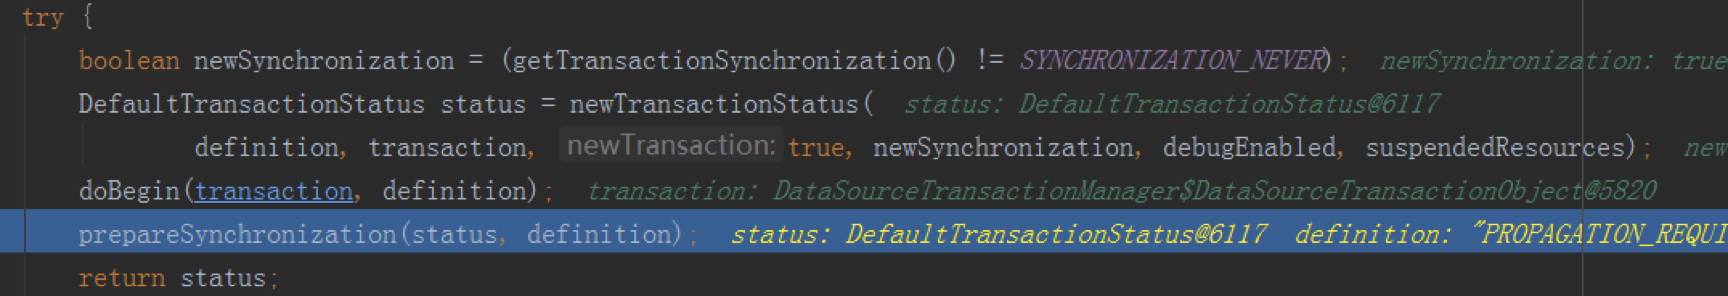 try {
boolean newSynchronization = (getTransactionSynchronization() != SYNCHRONIZATION_NEVER); newSynchronization: true
DefaultTransactionStatus status = newTransactionStatus( status: DefaultTransactionStatus@6117
definition, transaction, newTransaction: true, newSynchronization, debugEnabled, suspendedResources); new
doBegin(transaction, definition); transaction: DataSourceTransactionManager$DataSourceTransactionObject@5820
prepareSynchronization(status, definition); status: DefaultTransactionStatus@6117 definition: "PROPAGATION_REQUI
return status;